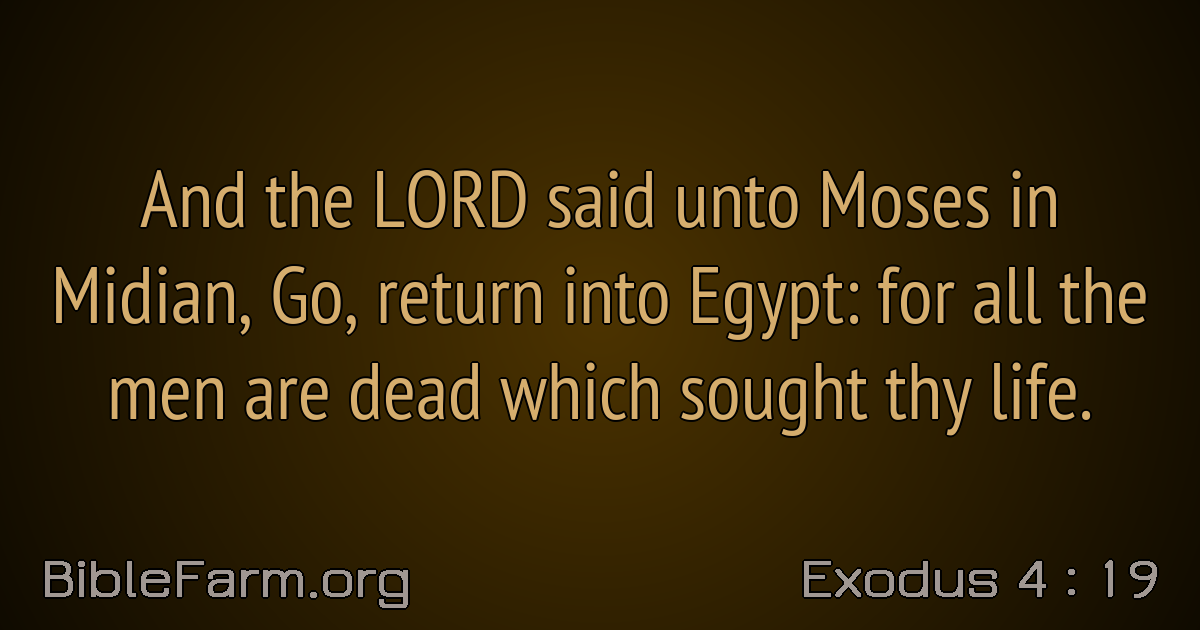 And the LORD said unto Moses in
Midian, Go, return into Egypt: for all the
men are dead which sought thy life.
BibleFarm.org
Exodus 4 : 19